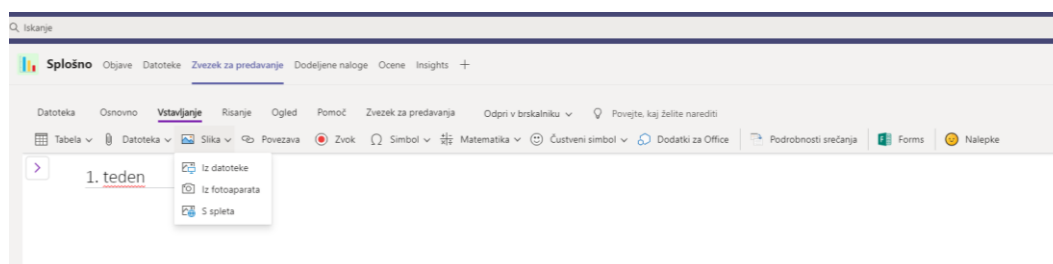 Iskanje
Splošno Objave Datoteke Zvezek za predavanje Dodeljene naloge Ocene Insights +
Datoteka Osnovno Vstavljanje Risanje Ogled Pomoč Zvezek za predavanja Odpri v brskalniku Povejte, kaj želite narediti
Tabela Datoteka Slika Povezava Zvok Simbol Matematika Čustveni simbol Dodatki za Office Podrobnosti srečanja Forms Nalepke
1. teden
Iz datoteke
Iz fotoaparata
S spleta